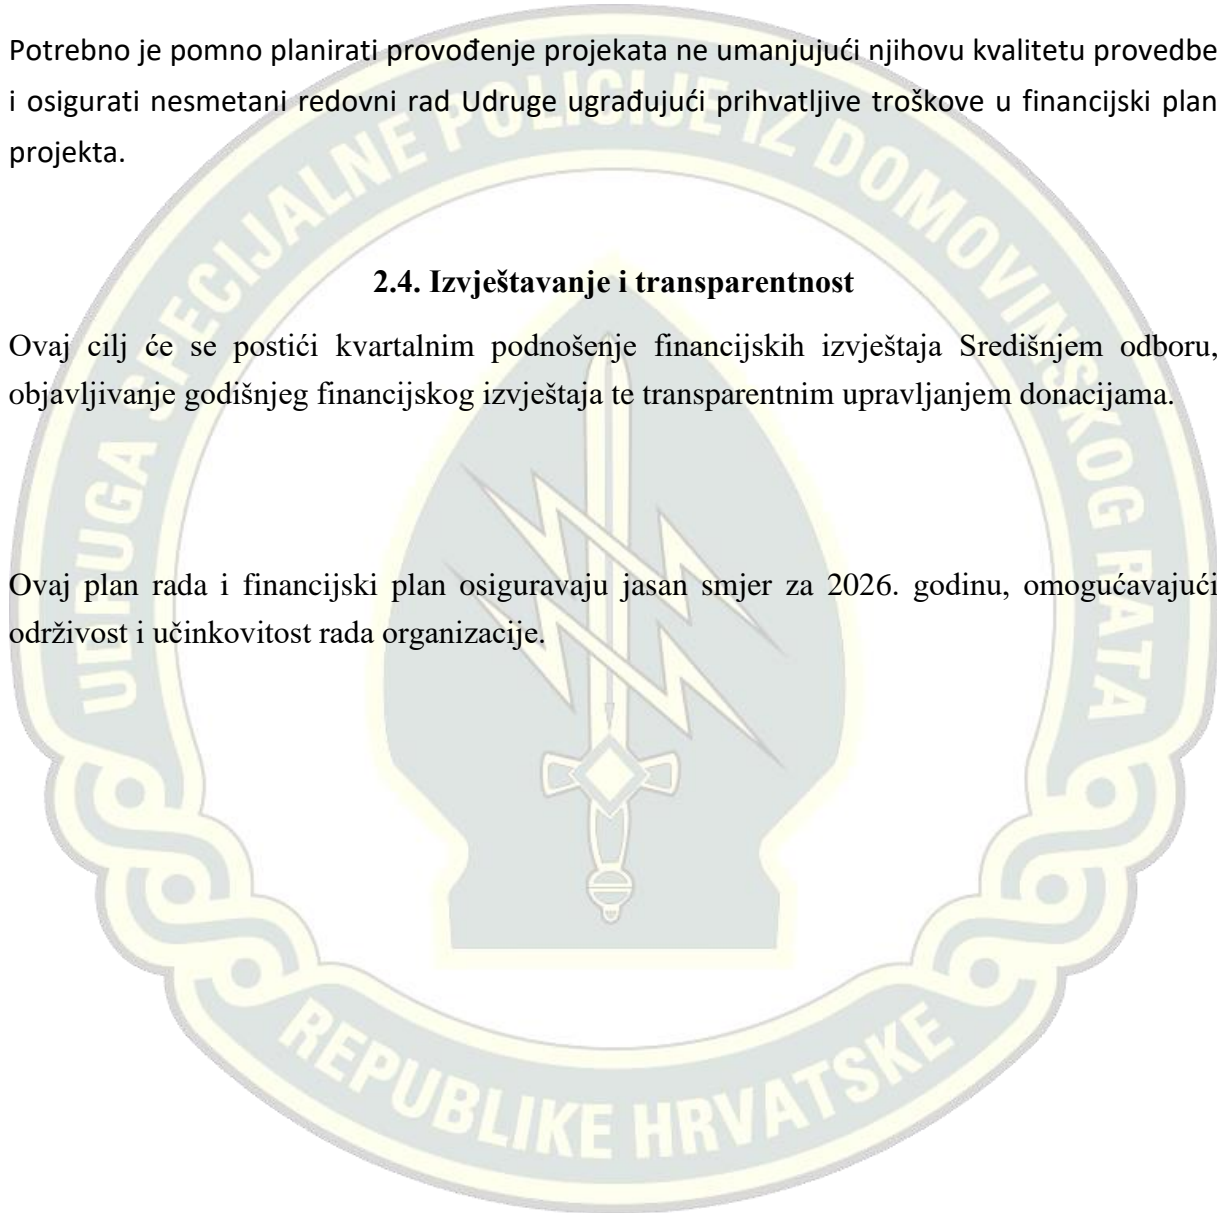 Potrebno je pomno planirati provođenje projekata ne umanjujući njihovu kvalitetu provedbe
i osigurati nesmetani redovni rad Udruge ugrađujući prihvatljive troškove u financijski plan
projekta.
2.4. Izvještavanje i transparentnost
Ovaj cilj će se postići kvartalnim podnošenje financijskih izvještaja Središnjem odboru,
objavljivanje godišnjeg financijskog izvještaja te transparentnim upravljanjem donacijama.
Ovaj plan rada i financijski plan osiguravaju jasan smjer za 2026. godinu, omogućavajući
održivost i učinkovitost rada organizacije.
UDRUGA SPECIJALNE POLICIJE IZ DOMOVINSKOG RATA
REPUBLIKE HRVATSKE